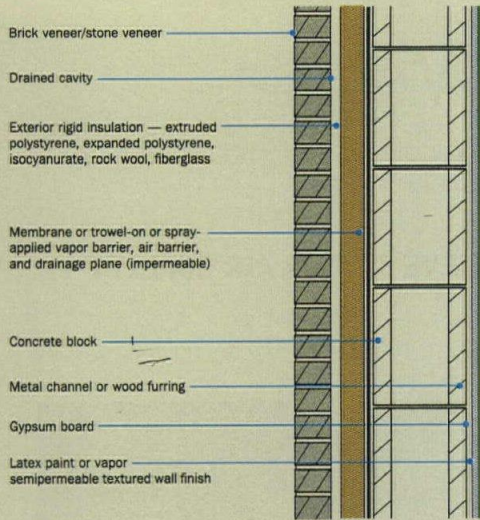 Brick veneer/stone veneer
Drained cavity
Exterior rigid insulation — extruded
polystyrene, expanded polystyrene,
isocyanurate, rock wool, fiberglass
Membrane or trowel-on or spray-
applied vapor barrier, air barrier,
and drainage plane (impermeable)
Concrete block
Metal channel or wood furring
Gypsum board
Latex paint or vapor
semipermeable textured wall finish